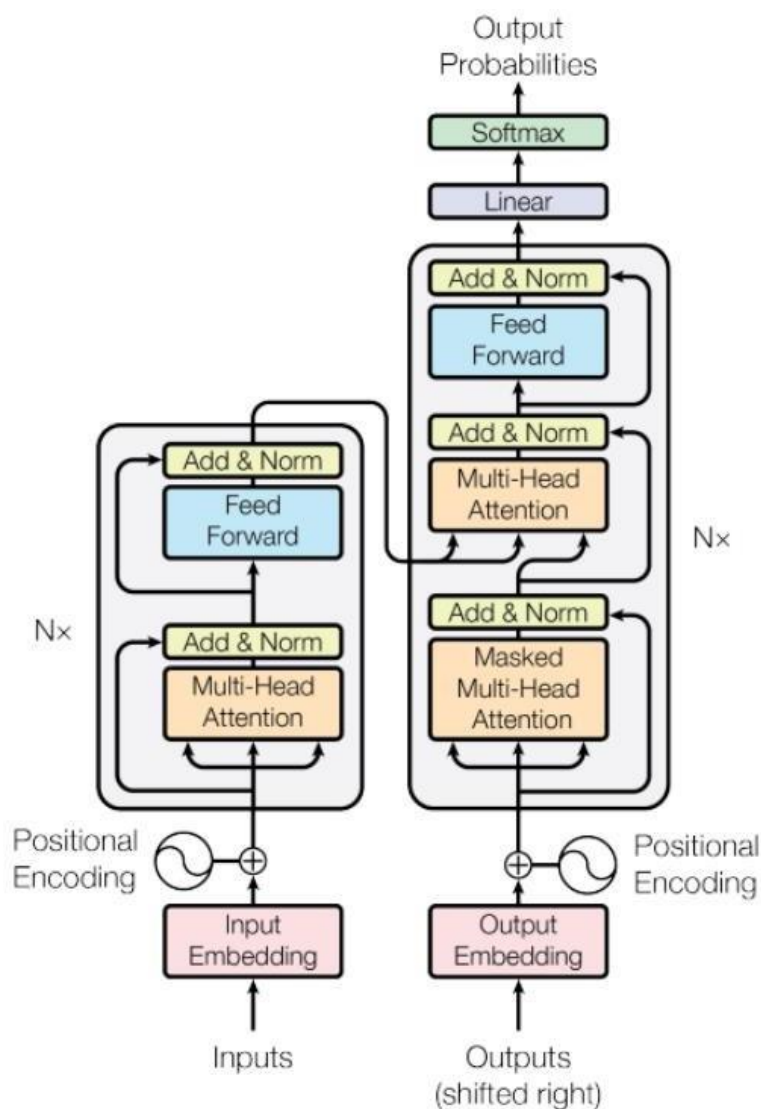 Output
Probabilities
Softmax
Linear
Add & Norm
Feed
Forward
Add & Norm
Multi-Head
Attention
Add & Norm
Masked
Multi-Head
Attention
Nx
Add & Norm
Feed
Forward
Add & Norm
Multi-Head
Attention
Nx
Positional
Encoding
Positional
Encoding
Input
Embedding
Output
Embedding
Inputs
Outputs
(shifted right)